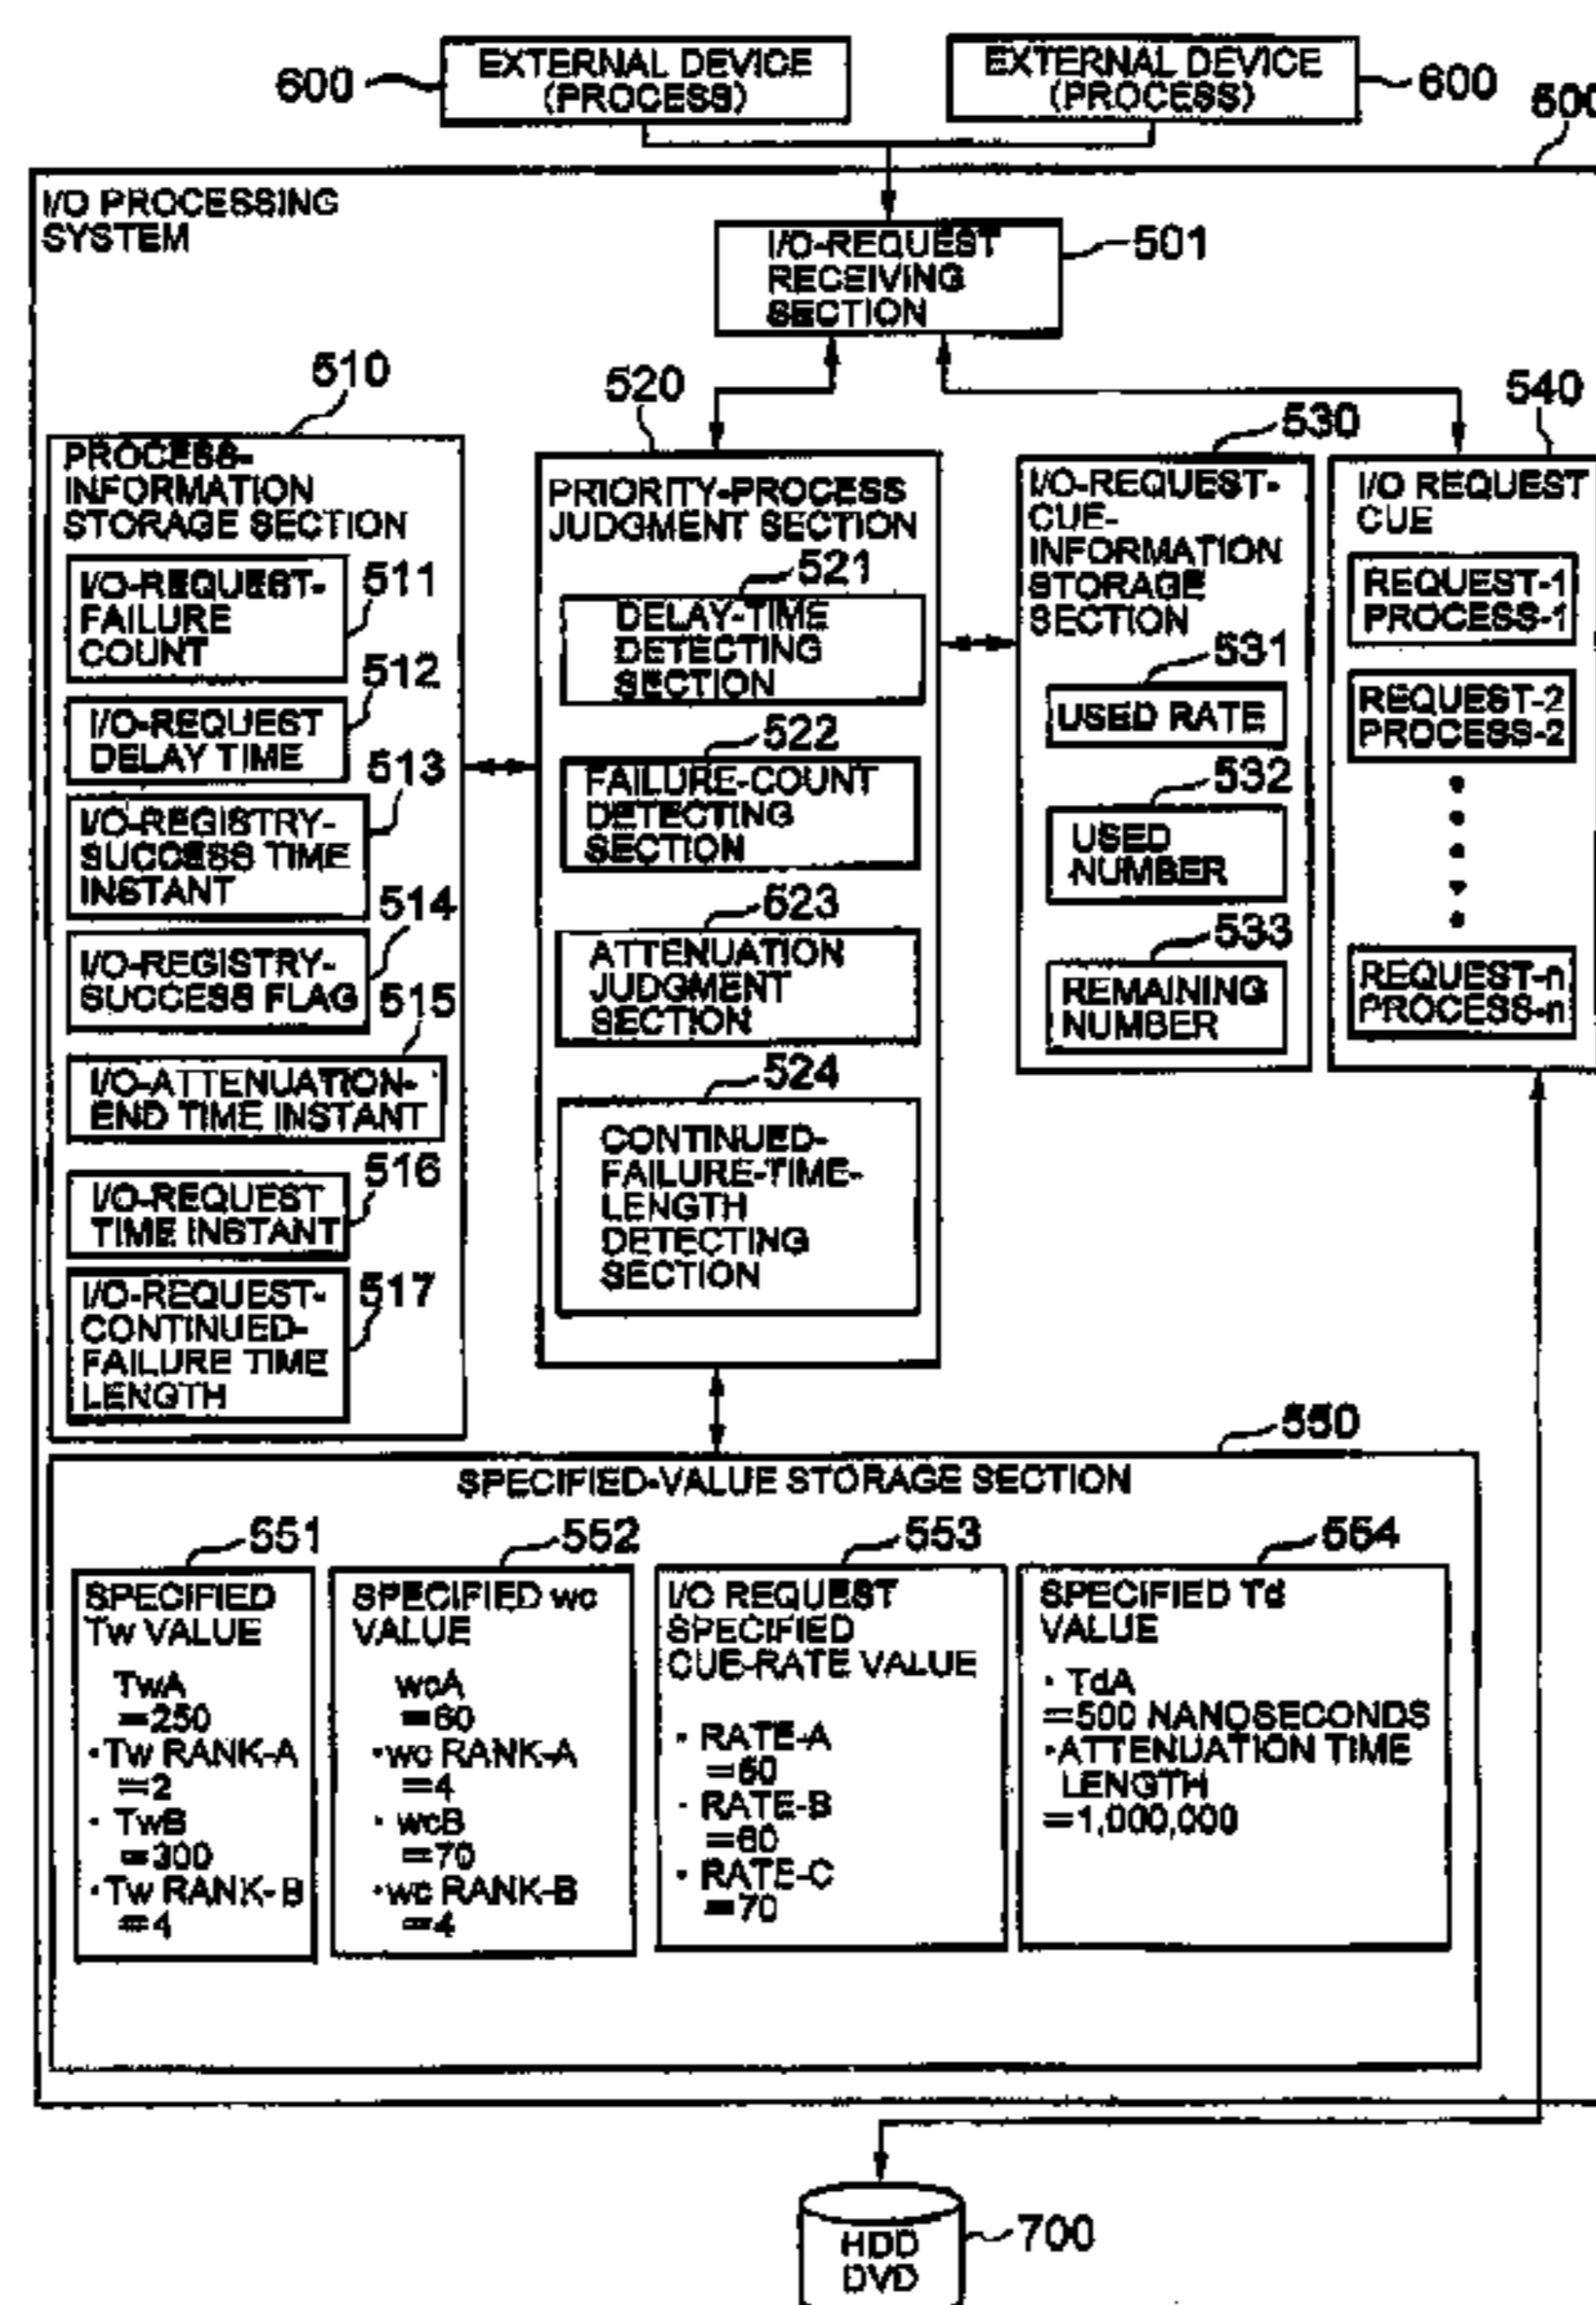 EXTERNAL DEVICE
(PROCESS)
600
EXTERNAL DEVICE
(PROCESS)
600
500
I/O PROCESSING
SYSTEM
I/O-REQUEST
RECEIVING
SECTION
501
510
PROCESS-
INFORMATION
STORAGE SECTION
I/O-REQUEST-
FAILURE
COUNT
511
I/O-REQUEST
DELAY TIME
512
I/O-REGISTRY-
SUCCESS TIME
INSTANT
513
I/O-REGISTRY-
SUCCESS FLAG
514
I/O-ATTENUATION-
END TIME INSTANT
515
I/O-REQUEST
TIME INSTANT
516
I/O-REQUEST-
CONTINUED-
FAILURE TIME
LENGTH
517
520
PRIORITY-PROCESS
JUDGMENT SECTION
521
DELAY-TIME
DETECTING
SECTION
522
FAILURE-COUNT
DETECTING
SECTION
523
ATTENUATION
JUDGMENT
SECTION
524
CONTINUED-
FAILURE-TIME-
LENGTH
DETECTING
SECTION
530
I/O-REQUEST-
CUE-
INFORMATION
STORAGE
SECTION
531
USED RATE
532
USED
NUMBER
533
REMAINING
NUMBER
540
I/O REQUEST
CUE
REQUEST-1
PROCESS-1
REQUEST-2
PROCESS-2
REQUEST-n
PROCESS-n
550
SPECIFIED-VALUE STORAGE SECTION
551
SPECIFIED
Tw VALUE
TwA
=250
・Tw RANK-A
=2
・TwB
=300
・Tw RANK-B
=4
552
SPECIFIED wc
VALUE
wcA
=60
・wc RANK-A
=4
・wcB
=70
・wc RANK-B
=4
553
I/O REQUEST
SPECIFIED
CUE-RATE VALUE
・RATE-A
=60
・RATE-B
=60
・RATE-C
=70
554
SPECIFIED Td
VALUE
・TdA
=500 NANOSECONDS
・ATTENUATION TIME
LENGTH
=1,000,000
HDD
DVD
700